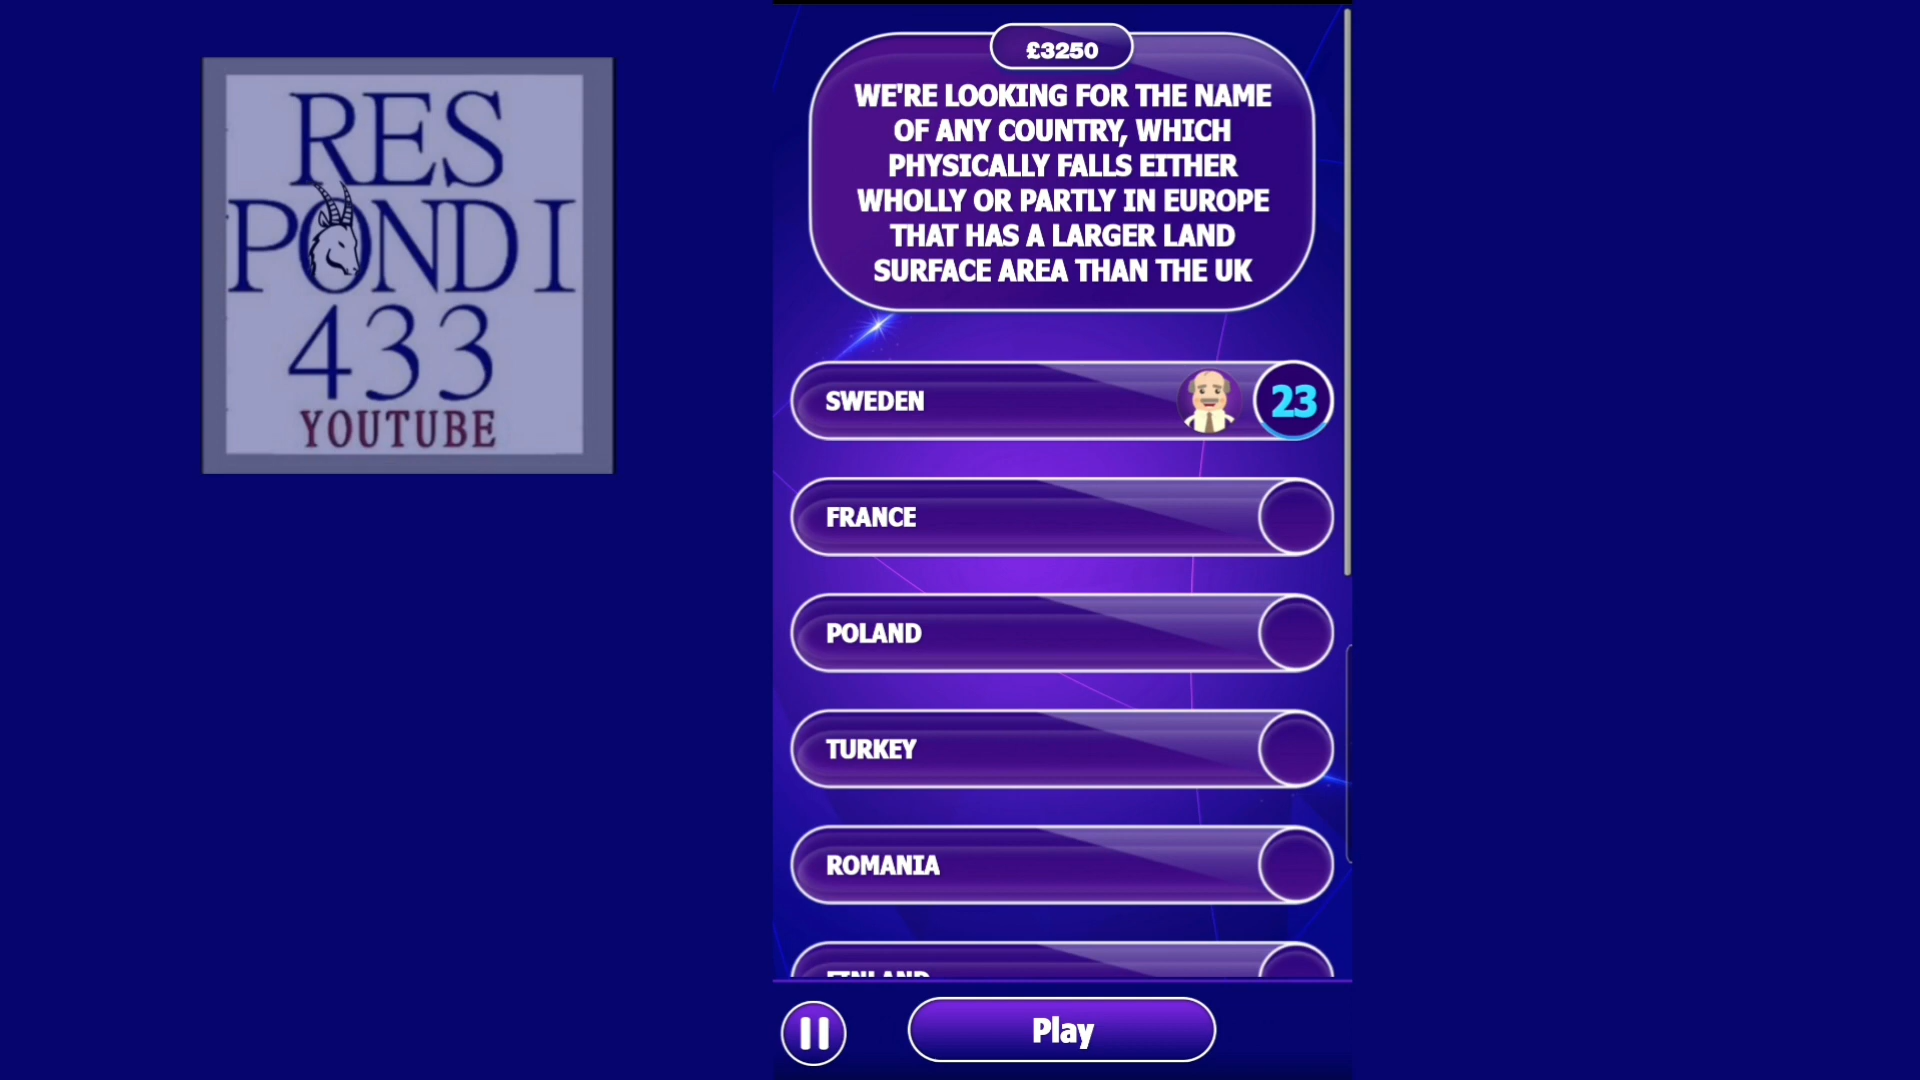 RES
POND I
433
YOUTUBE
£3250
WE'RE LOOKING FOR THE NAME
OF ANY COUNTRY, WHICH
PHYSICALLY FALLS EITHER
WHOLLY OR PARTLY IN EUROPE
THAT HAS A LARGER LAND
SURFACE AREA THAN THE UK
SWEDEN
23
FRANCE
POLAND
TURKEY
ROMANIA
FINLAND
Play